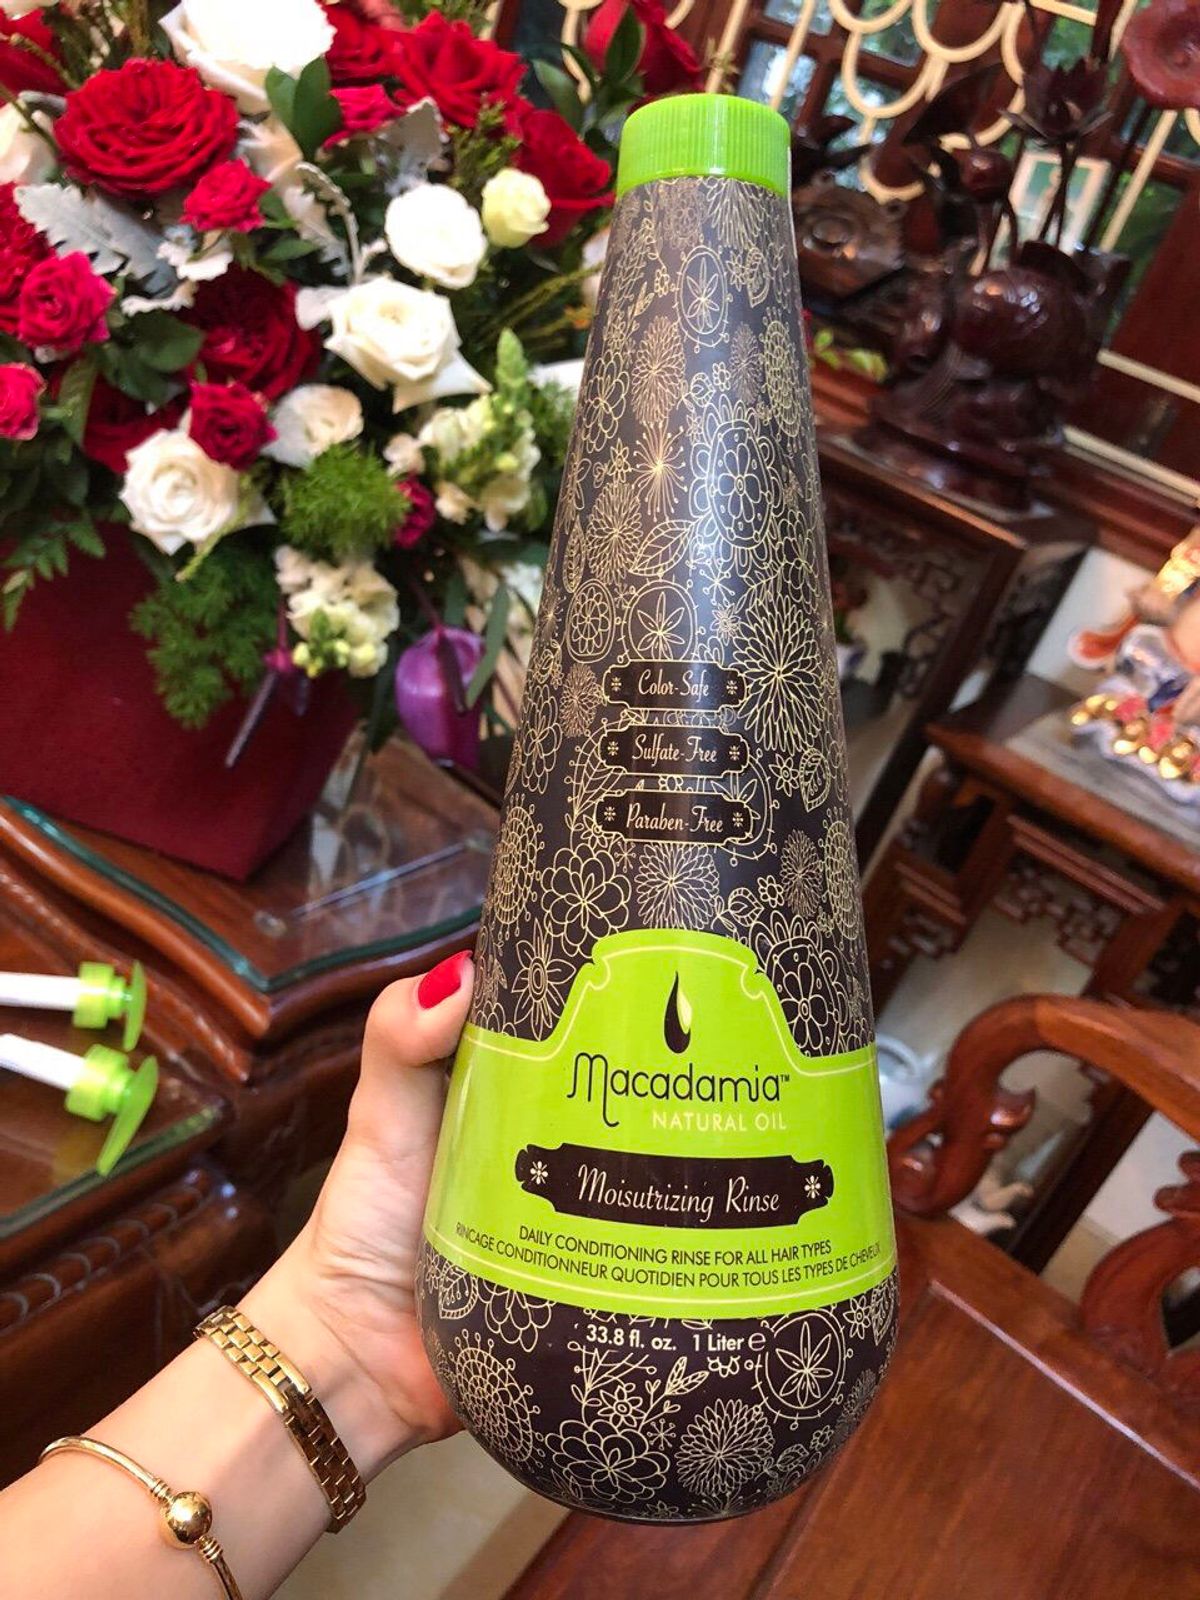 Color-Safe
Sulfate-Free
Paraben-Free
Macadamia™
NATURAL OIL
Moisutrizing Rinse
DAILY CONDITIONING RINSE FOR ALL HAIR TYPES
RINCAGE CONDITIONNEUR QUOTIDIEN POUR TOUS LES TYPES DE CHEVEUX
33.8 fl. oz. 1 Liter ℮